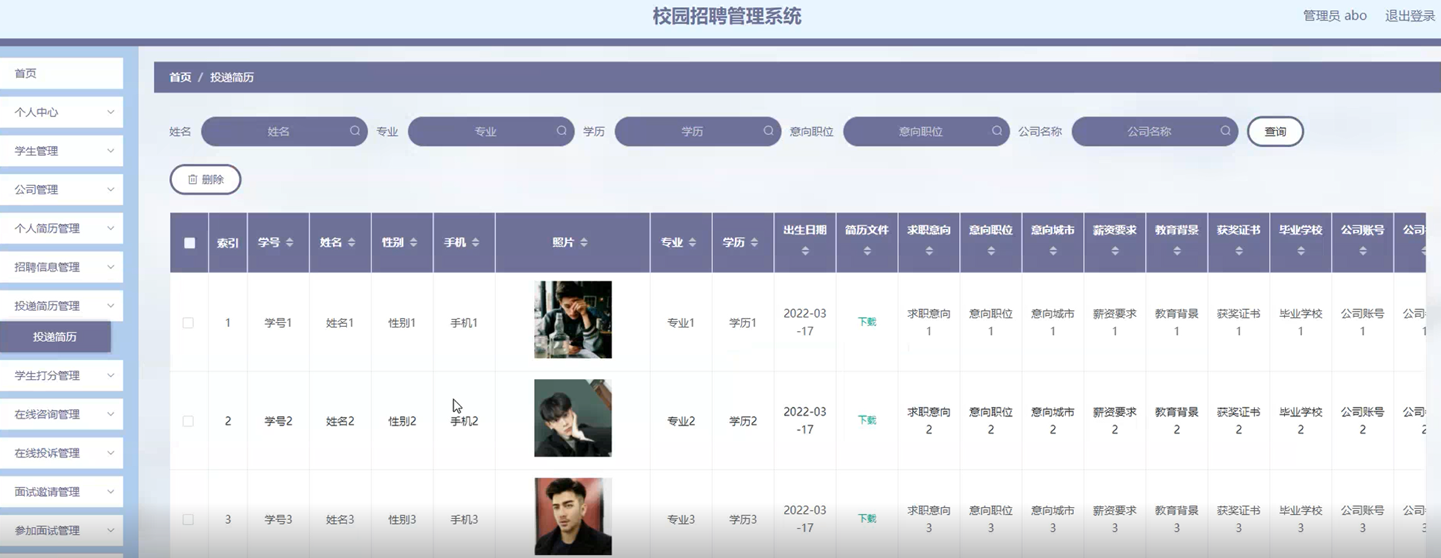 校园招聘管理系统
管理员 abo 退出登录
首页
个人中心
学生管理
公司管理
个人简历管理
招聘信息管理
投递简历管理
投递简历
学生打分管理
在线咨询管理
在线投诉管理
面试邀请管理
参加面试管理
首页 / 投递简历
姓名 姓名 专业 专业 学历 学历 意向职位 意向职位 公司名称 公司名称 查询
删除
索引 学号 姓名 性别 手机 照片 专业 学历 出生日期 简历文件 求职意向 意向职位 意向城市 薪资要求 教育背景 获奖证书 毕业学校 公司账号 公司
1 学号1 姓名1 性别1 手机1 专业1 学历1 2022-03-17 下载 求职意向1 意向职位1 意向城市1 薪资要求1 教育背景1 获奖证书1 毕业学校1 公司账号1 公司
2 学号2 姓名2 性别2 手机2 专业2 学历2 2022-03-17 下载 求职意向2 意向职位2 意向城市2 薪资要求2 教育背景2 获奖证书2 毕业学校2 公司账号2 公司
3 学号3 姓名3 性别3 手机3 专业3 学历3 2022-03-17 下载 求职意向3 意向职位3 意向城市3 薪资要求3 教育背景3 获奖证书3 毕业学校3 公司账号3 公司